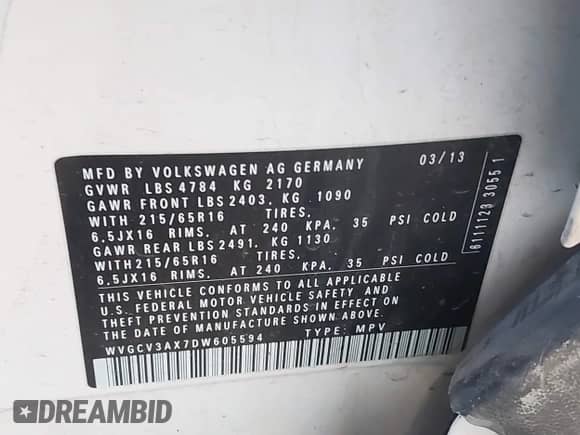 MFD BY VOLKSWAGEN AG GERMANY 03/13
GVWR LBS 4784 KG 2170
GAWR FRONT LBS 2403, KG 1090
WITH 215/65R16 TIRES,
6,5JX16 RIMS, AT 240 KPA, 35 PSI COLD
GAWR REAR LBS 2491, KG 1130
WITH215/65R16 TIRES,
6,5JX16 RIMS, AT 240 KPA, 35 PSI COLD
THIS VEHICLE CONFORMS TO ALL APPLICABLE
U.S. FEDERAL MOTOR VEHICLE SAFETY AND
THEFT PREVENTION STANDARDS IN EFFECT ON
THE DATE OF MANUFACTURE SHOWN ABOVE.
WVGCV3AX7DW605594 TYPE: MPV
6111123 3055 1
DREAMBID